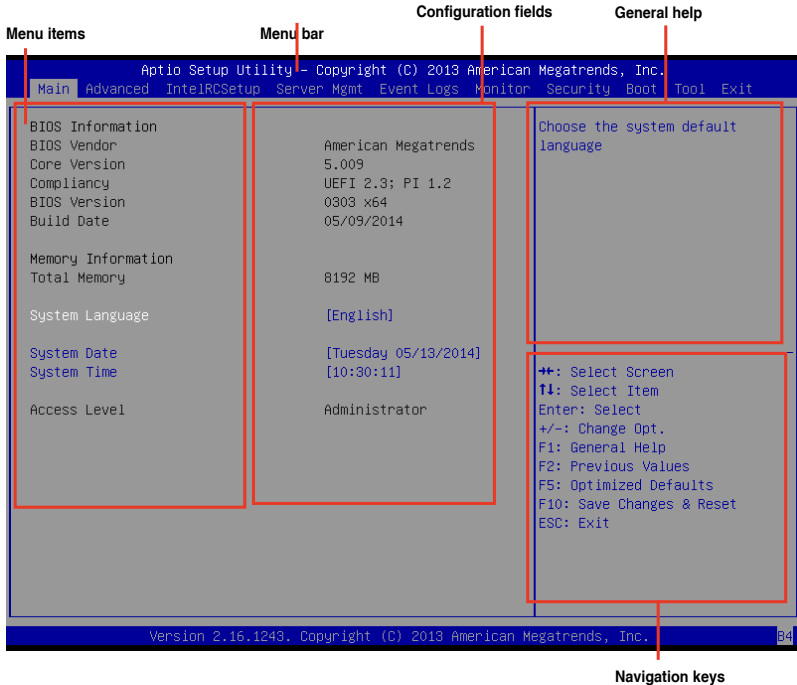 Configuration fields General help
Menu items Menu bar
Aptio Setup Utility – Copyright (C) 2013 American Megatrends, Inc.
Main Advanced IntelRCSetup Server Mgmt Event Logs Monitor Security Boot Tool Exit
BIOS Information
BIOS Vendor American Megatrends
Core Version 5.009
Compliancy UEFI 2.3; PI 1.2
BIOS Version 0303 x64
Build Date 05/09/2014
Memory Information
Total Memory 8192 MB
System Language [English]
System Date [Tuesday 05/13/2014]
System Time [10:30:11]
Access Level Administrator
Choose the system default
language
→←: Select Screen
↑↓: Select Item
Enter: Select
+/-: Change Opt.
F1: General Help
F2: Previous Values
F5: Optimized Defaults
F10: Save Changes & Reset
ESC: Exit
Version 2.16.1243. Copyright (C) 2013 American Megatrends, Inc.
B4
Navigation keys